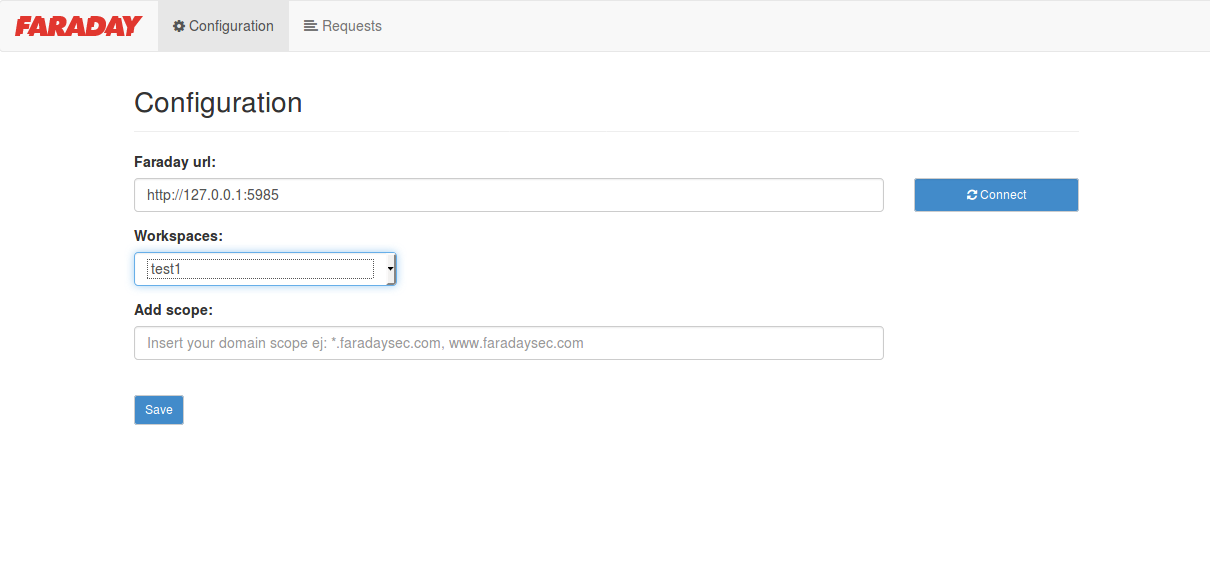 FARADAY Configuration Requests
Configuration
Faraday url:
http://127.0.0.1:5985 Connect
Workspaces:
test1
Add scope:
Insert your domain scope ej: *.faradaysec.com, www.faradaysec.com
Save